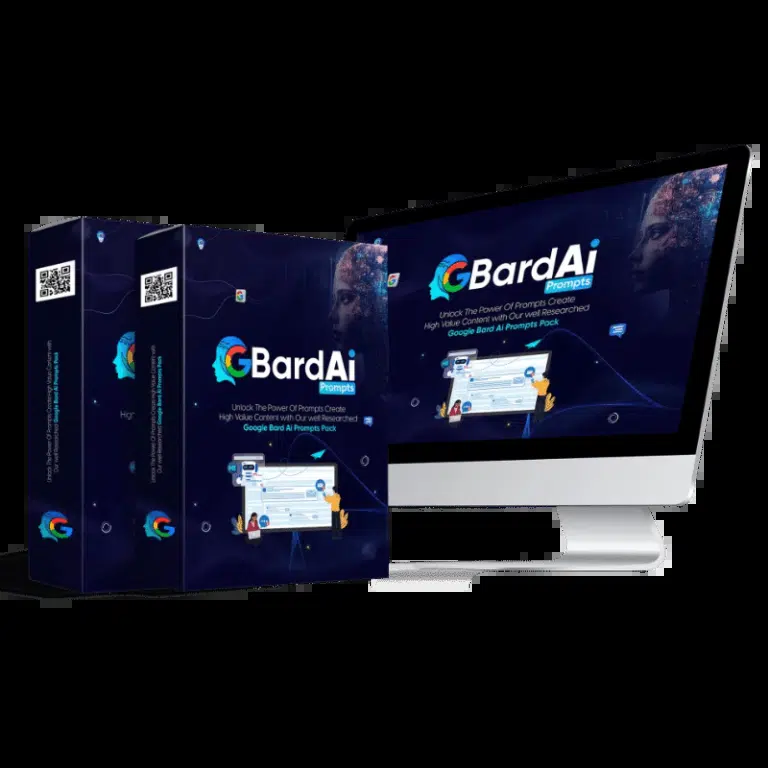 Unlock The Power Of Prompts Create High Value Content with
Our well Researched Google Bard Ai Prompts Pack
Unlock The Power Of Prompts Create High Value Content with
Our well Researched Google Bard Ai Prompts Pack
GBardAi
Prompts
Unlock The Power Of Prompts Create
High Value Content with Our well Researched
Google Bard Ai Prompts Pack
GBardAi
Prompts
Unlock The Power Of Prompts Create
High Value Content with Our well Researched
Google Bard Ai Prompts Pack